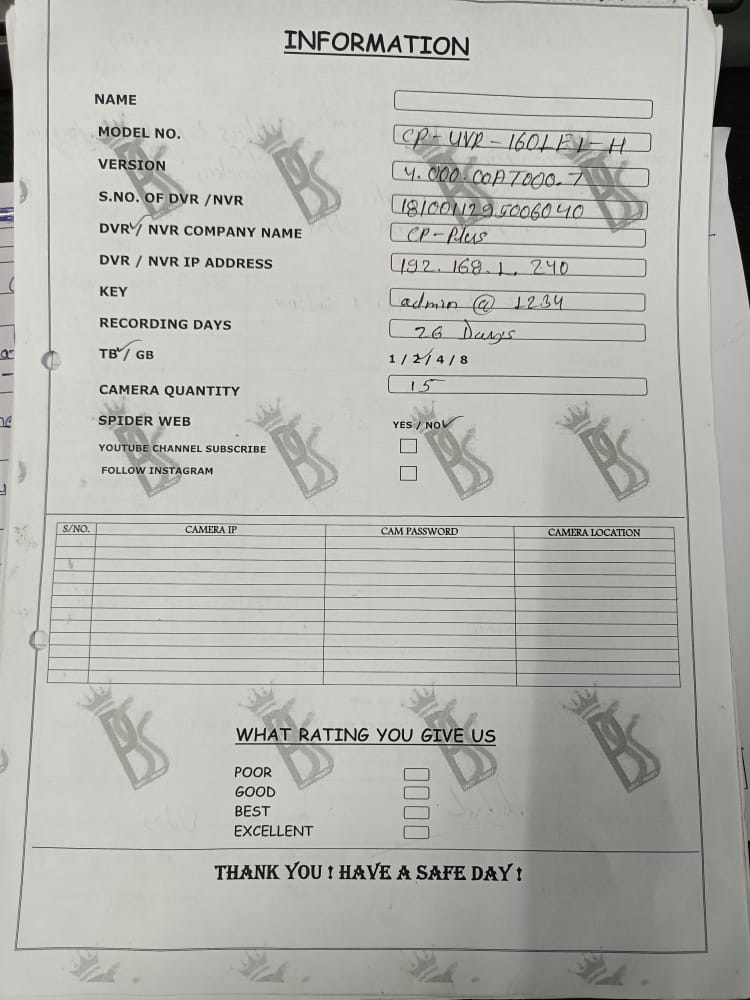 INFORMATION
NAME
MODEL NO. CP-UVR-1601E1-H
VERSION 4.000.00A7000.7
S.NO. OF DVR /NVR 1810011295006040
DVR / NVR COMPANY NAME CP-Plus
DVR / NVR IP ADDRESS 192.168.1.240
KEY admin @ 1234
RECORDING DAYS 26 Days
TB / GB 1 / 2 / 4 / 8
CAMERA QUANTITY 15
SPIDER WEB YES / NO
YOUTUBE CHANNEL SUBSCRIBE
FOLLOW INSTAGRAM
S/NO. CAMERA IP CAM PASSWORD CAMERA LOCATION
WHAT RATING YOU GIVE US
POOR
GOOD
BEST
EXCELLENT
THANK YOU ! HAVE A SAFE DAY !